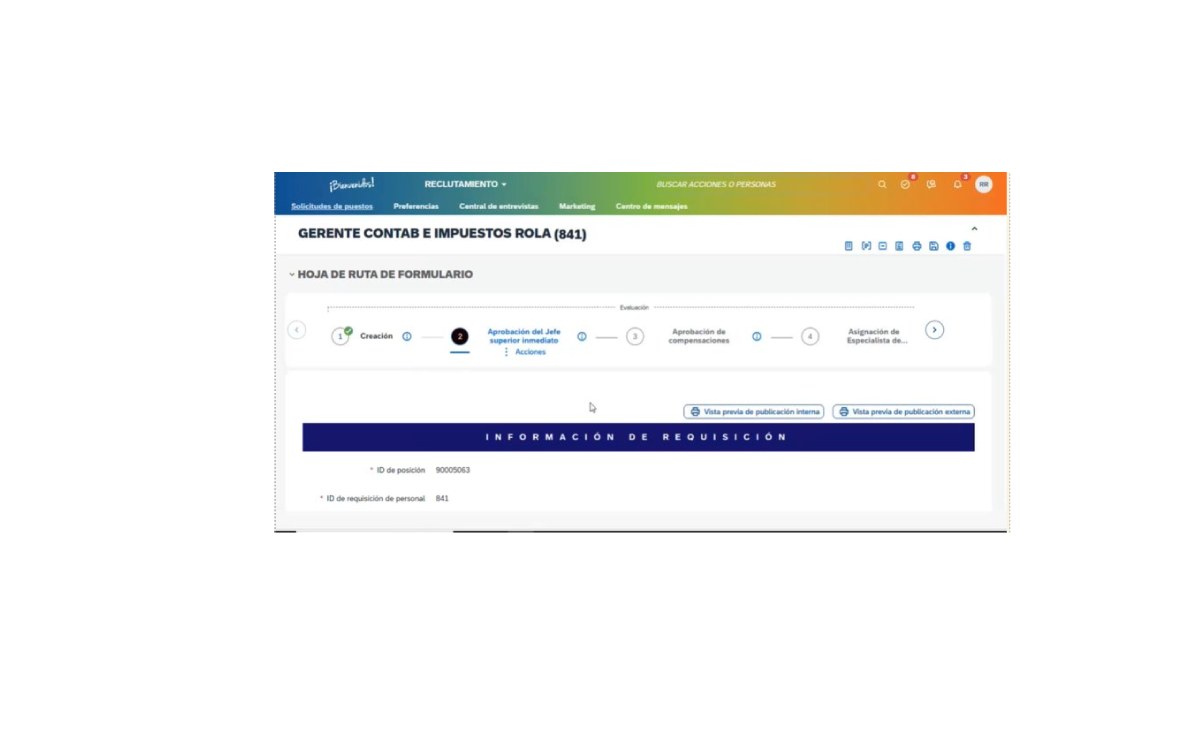 ¡Bienvenidos!
RECLUTAMIENTO
BUSCAR ACCIONES O PERSONAS
8
3
RR
Solicitudes de puestos
Preferencias
Central de entrevistas
Marketing
Centro de mensajes
GERENTE CONTAB E IMPUESTOS ROLA (841)
HOJA DE RUTA DE FORMULARIO
Evaluación
1
Creación
2
Aprobación del Jefe
superior inmediato
Acciones
3
Aprobación de
compensaciones
4
Asignación de
Especialista de...
Vista previa de publicación interna
Vista previa de publicación externa
INFORMACIÓN DE REQUISICIÓN
* ID de posición 90005063
* ID de requisición de personal 841